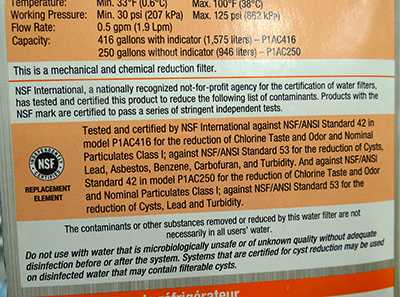 Temperature: Min. 33°F (0.6°C) Max. 100°F (38°C)
Working Pressure: Min. 30 psi (207 kPa) Max. 125 psi (862 kPa)
Flow Rate: 0.5 gpm (1.9 Lpm)
Capacity: 416 gallons with indicator (1,575 liters) – P1AC416
250 gallons without indicator (946 liters) – P1AC250
This is a mechanical and chemical reduction filter.
NSF International, a nationally recognized not-for-profit agency for the certification of water filters,
has tested and certified this product to reduce the following list of contaminants. Products with the
NSF mark are certified to pass a series of stringent independent tests.
Tested and certified by NSF International against NSF/ANSI Standard 42 in
model P1AC416 for the reduction of Chlorine Taste and Odor and Nominal
Particulates Class I; against NSF/ANSI Standard 53 for the reduction of Cysts,
Lead, Asbestos, Benzene, Carbofuran, and Turbidity. And against NSF/ANSI
Standard 42 in model P1AC250 for the reduction of Chlorine Taste and Odor
and Nominal Particulates Class I; against NSF/ANSI Standard 53 for the
reduction of Cysts, Lead and Turbidity.
INDEPENDENTLY
NSF
CERTIFIED
REPLACEMENT
ELEMENT
The contaminants or other substances removed or reduced by this water filter are not
necessarily in all users' water.
Do not use with water that is microbiologically unsafe or of unknown quality without adequate
disinfection before or after the system. Systems that are certified for cyst reduction may be used
on disinfected water that may contain filterable cysts.
réfrigérateur